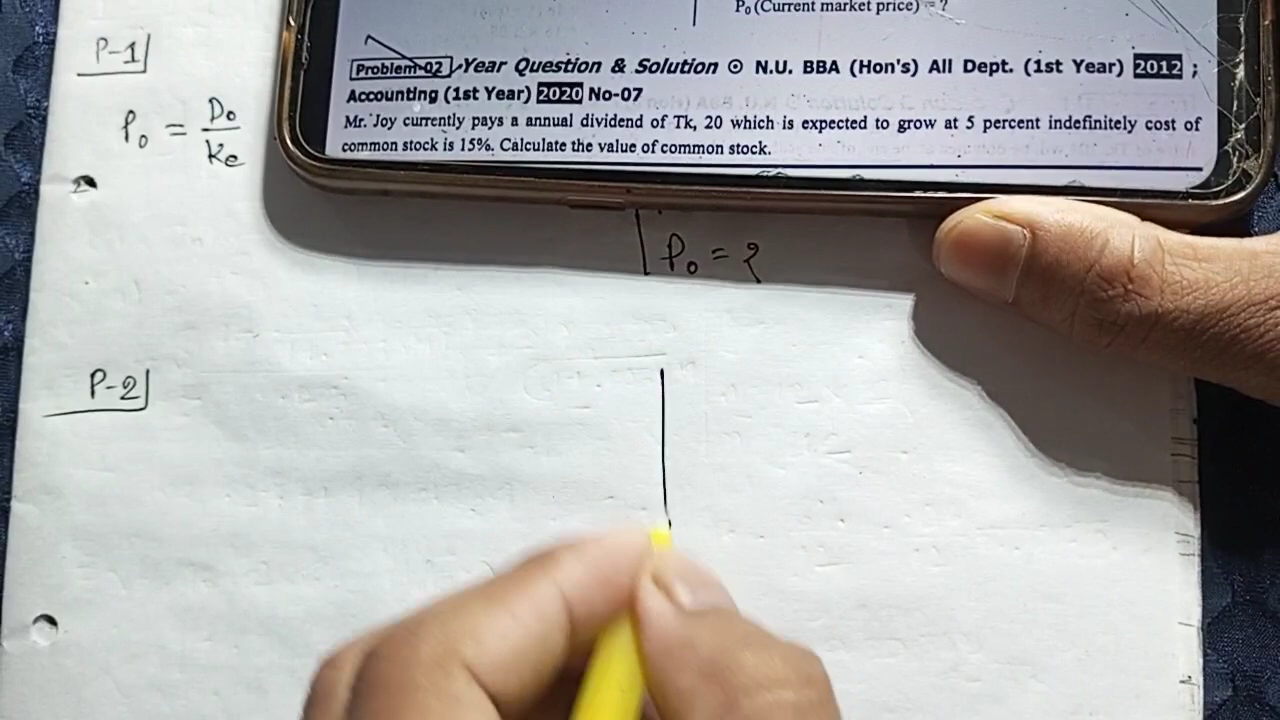 P-1
P₀ = D₀/Ke
P₀ (Current market price) = ?
Problem-02 Year Question & Solution ⊙ N.U. BBA (Hon's) All Dept. (1st Year) 2012 ;
Accounting (1st Year) 2020 No-07
Mr. Joy currently pays a annual dividend of Tk, 20 which is expected to grow at 5 percent indefinitely cost of
common stock is 15%. Calculate the value of common stock.
P₀ = ?
P-2